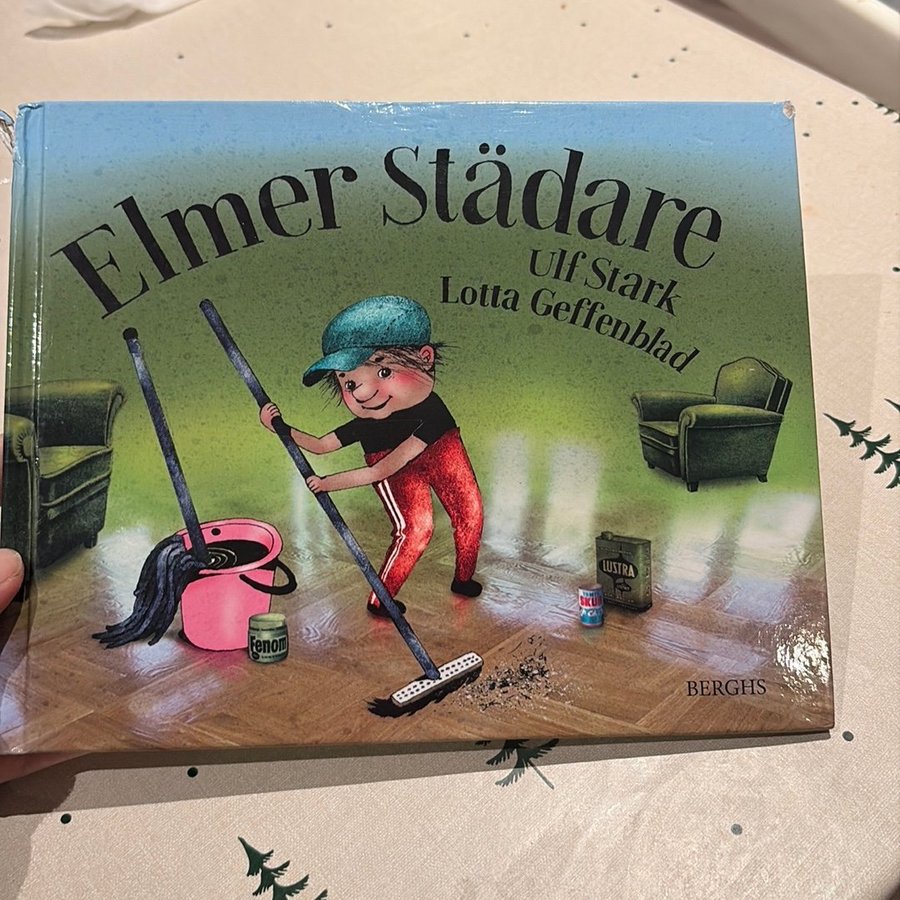 Elmer Städare
Ulf Stark
Lotta Geffenblad
LUSTRA
Fenom
BERGHS